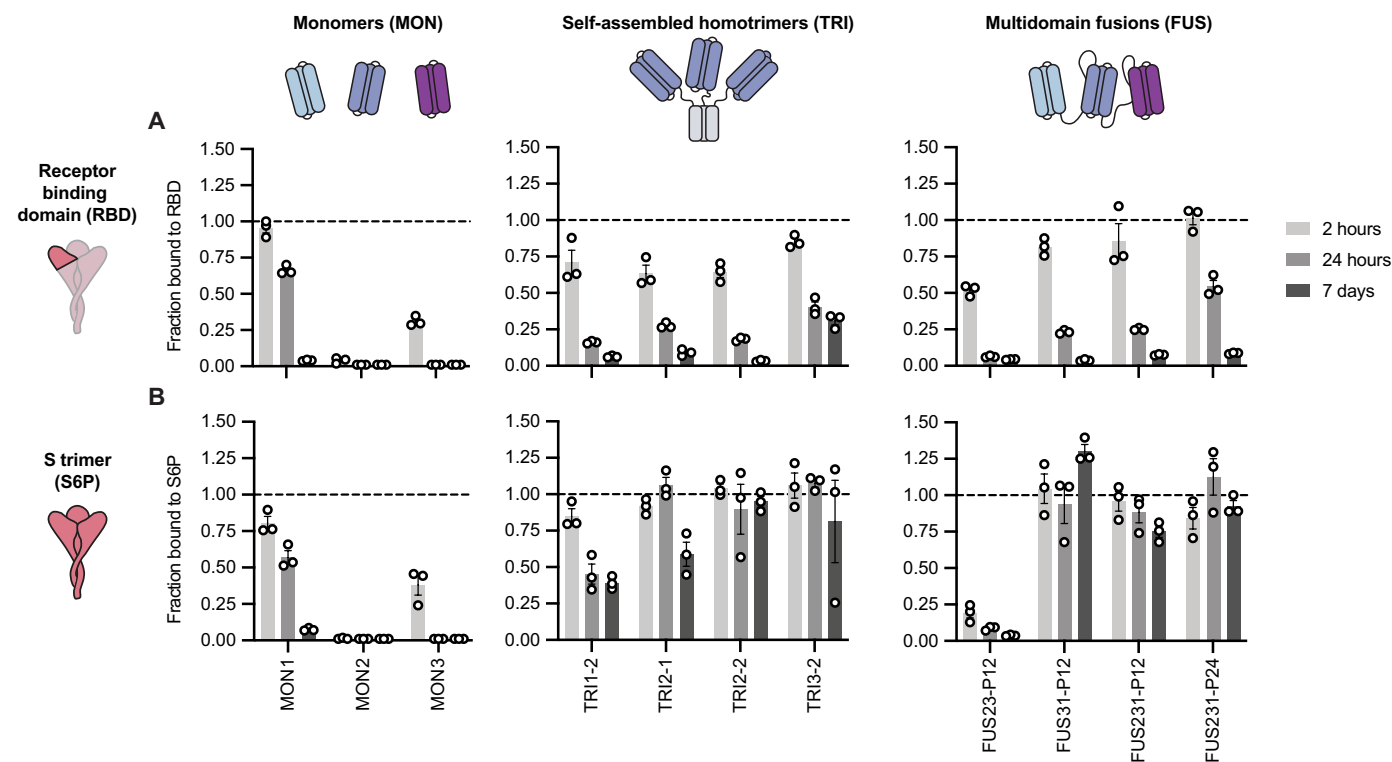 Monomers (MON)
Self-assembled homotrimers (TRI)
Multidomain fusions (FUS)
A
Receptor
binding
domain (RBD)
Fraction bound to RBD
1.50
1.25
1.00
0.75
0.50
0.25
0.00
1.50
1.25
1.00
0.75
0.50
0.25
0.00
1.50
1.25
1.00
0.75
0.50
0.25
0.00
2 hours
24 hours
7 days
B
S trimer
(S6P)
Fraction bound to S6P
1.50
1.25
1.00
0.75
0.50
0.25
0.00
MON1
MON2
MON3
1.50
1.25
1.00
0.75
0.50
0.25
0.00
TRI1-2
TRI2-1
TRI2-2
TRI3-2
1.50
1.25
1.00
0.75
0.50
0.25
0.00
FUS23-P12
FUS31-P12
FUS231-P12
FUS231-P24